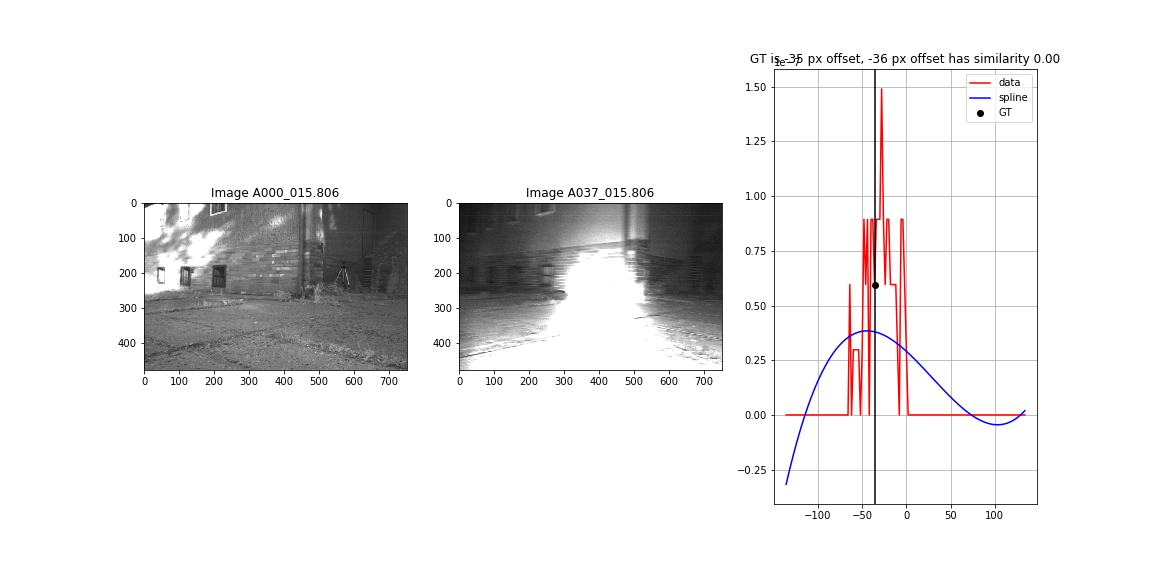 GT is -35 px offset, -36 px offset has similarity 0.00
1e-7
Image A000_015.806
Image A037_015.806
data
spline
GT
0
100
200
300
400
0 100 200 300 400 500 600 700
0
100
200
300
400
0 100 200 300 400 500 600 700
1.50
1.25
1.00
0.75
0.50
0.25
0.00
−0.25
−100 −50 0 50 100